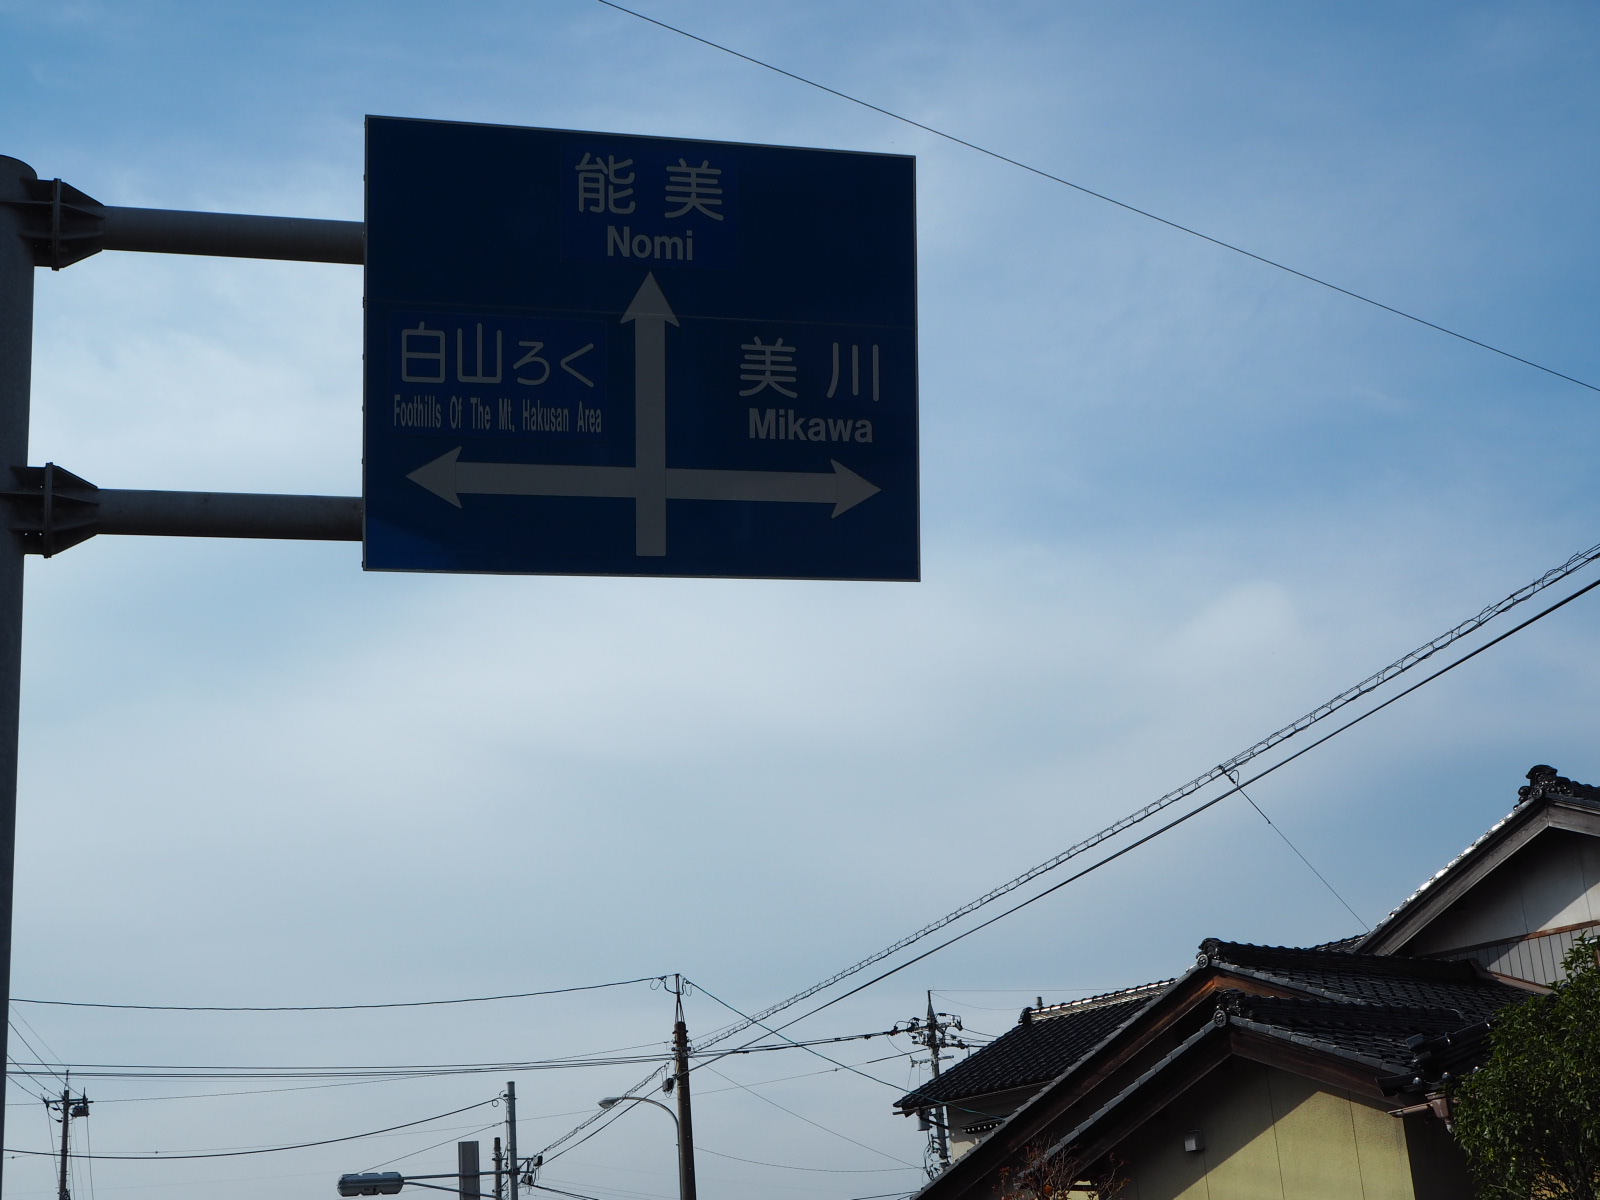 能美
Nomi
白山ろく
Foothills Of The Mt. Hakusan Area
美川
Mikawa